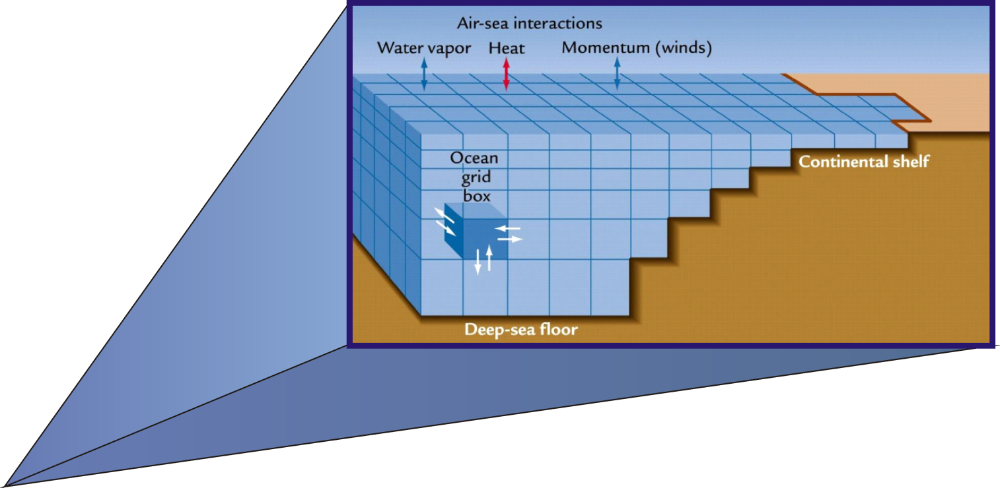 Air-sea interactions
Water vapor Heat Momentum (winds)
Ocean
grid
box
Continental shelf
Deep-sea floor